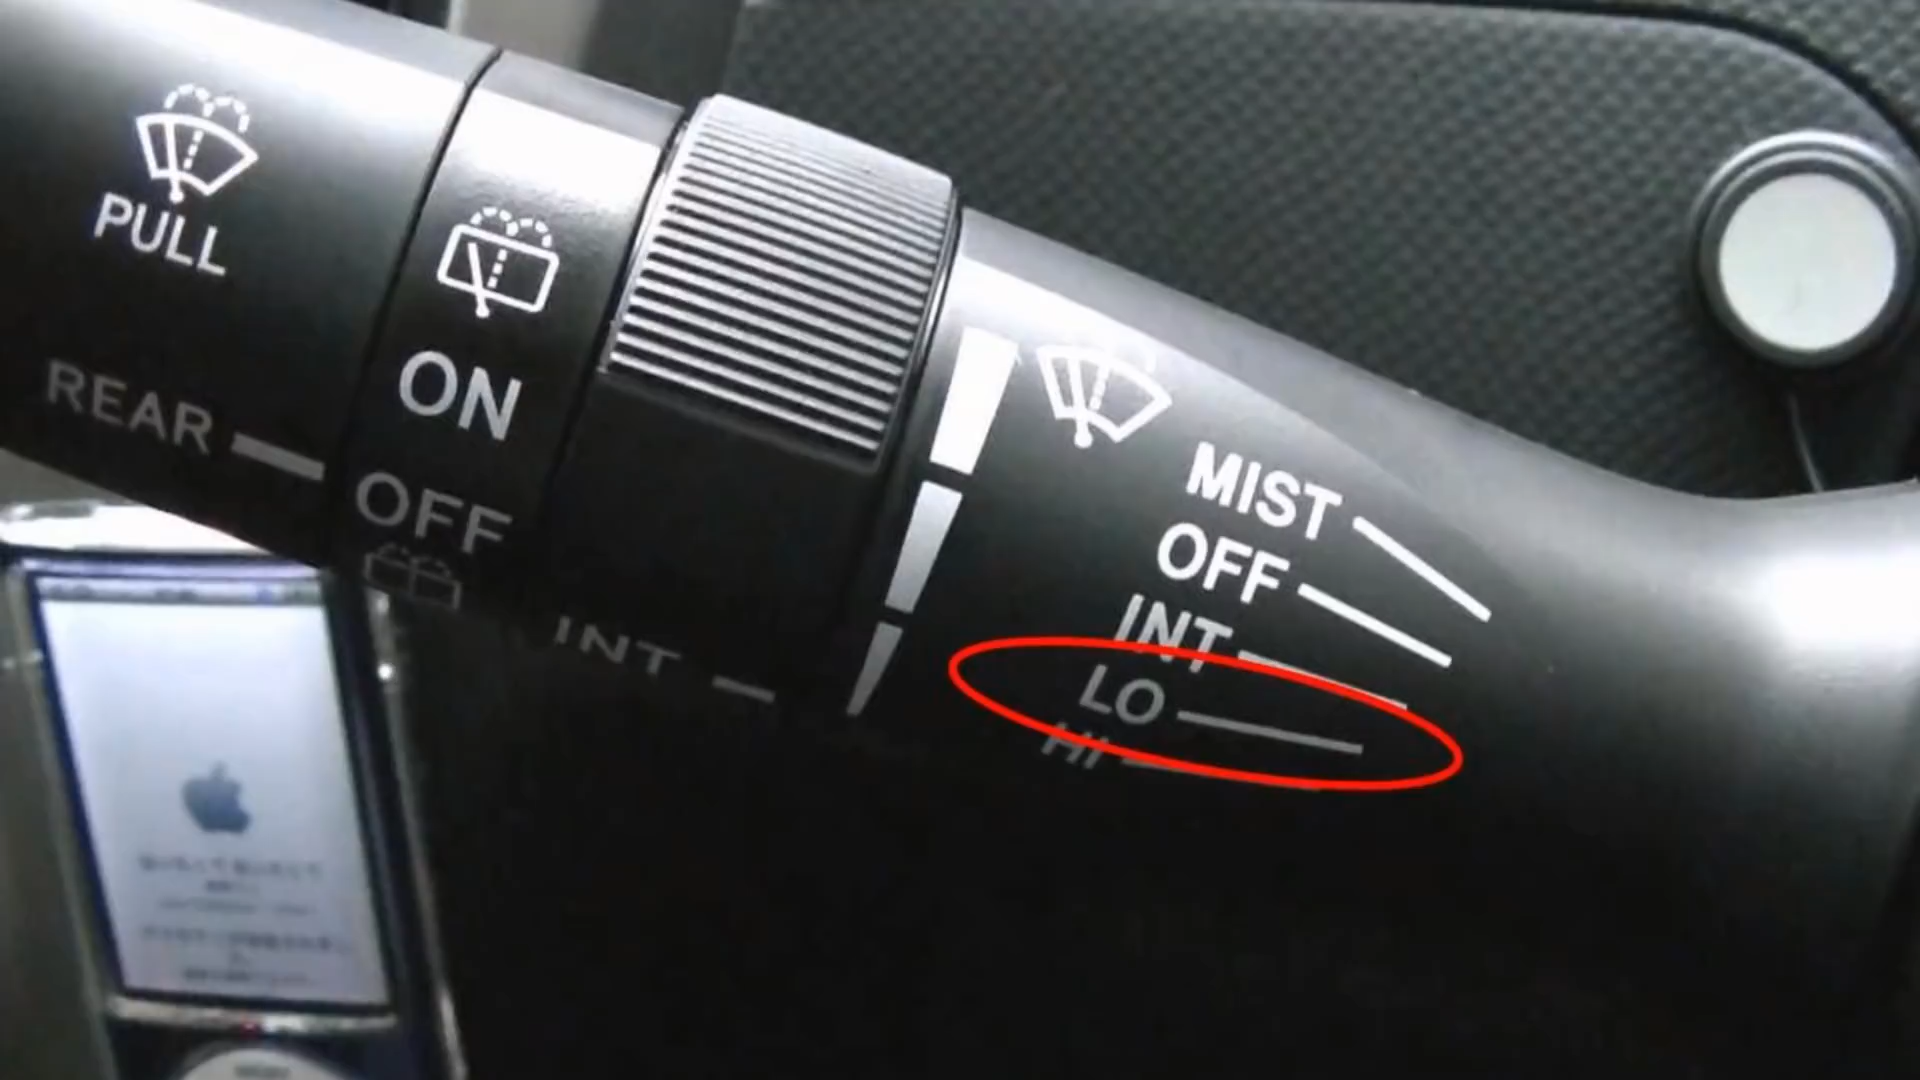 PULL
REAR
ON
OFF
INT
MIST
OFF
INT
LO
HI